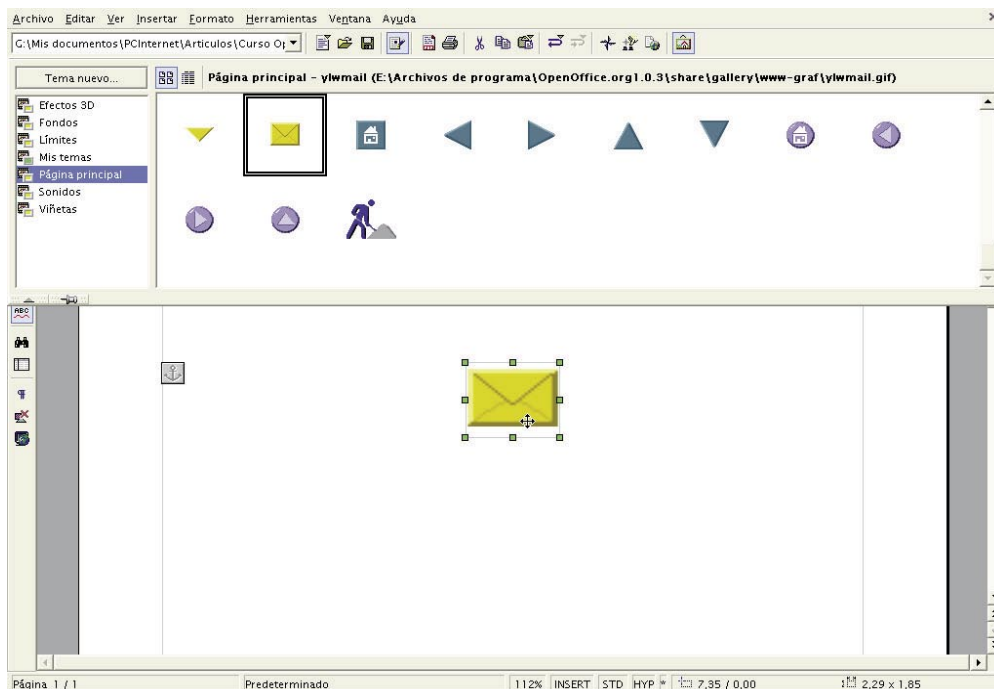 Archivo Editar Ver Insertar Formato Herramientas Ventana Ayuda
G:\Mis documentos\PCInternet\Articulos\Curso O
Tema nuevo...
Página principal - ylwmail (E:\Archivos de programa\OpenOffice.org1.0.3\share\gallery\www-graf\ylwmail.gif)
Efectos 3D
Fondos
Límites
Mis temas
Página principal
Sonidos
Viñetas
ABC
Página 1 / 1 Predeterminado 112% INSERT STD HYP * 7,35 / 0,00 2,29 x 1,85